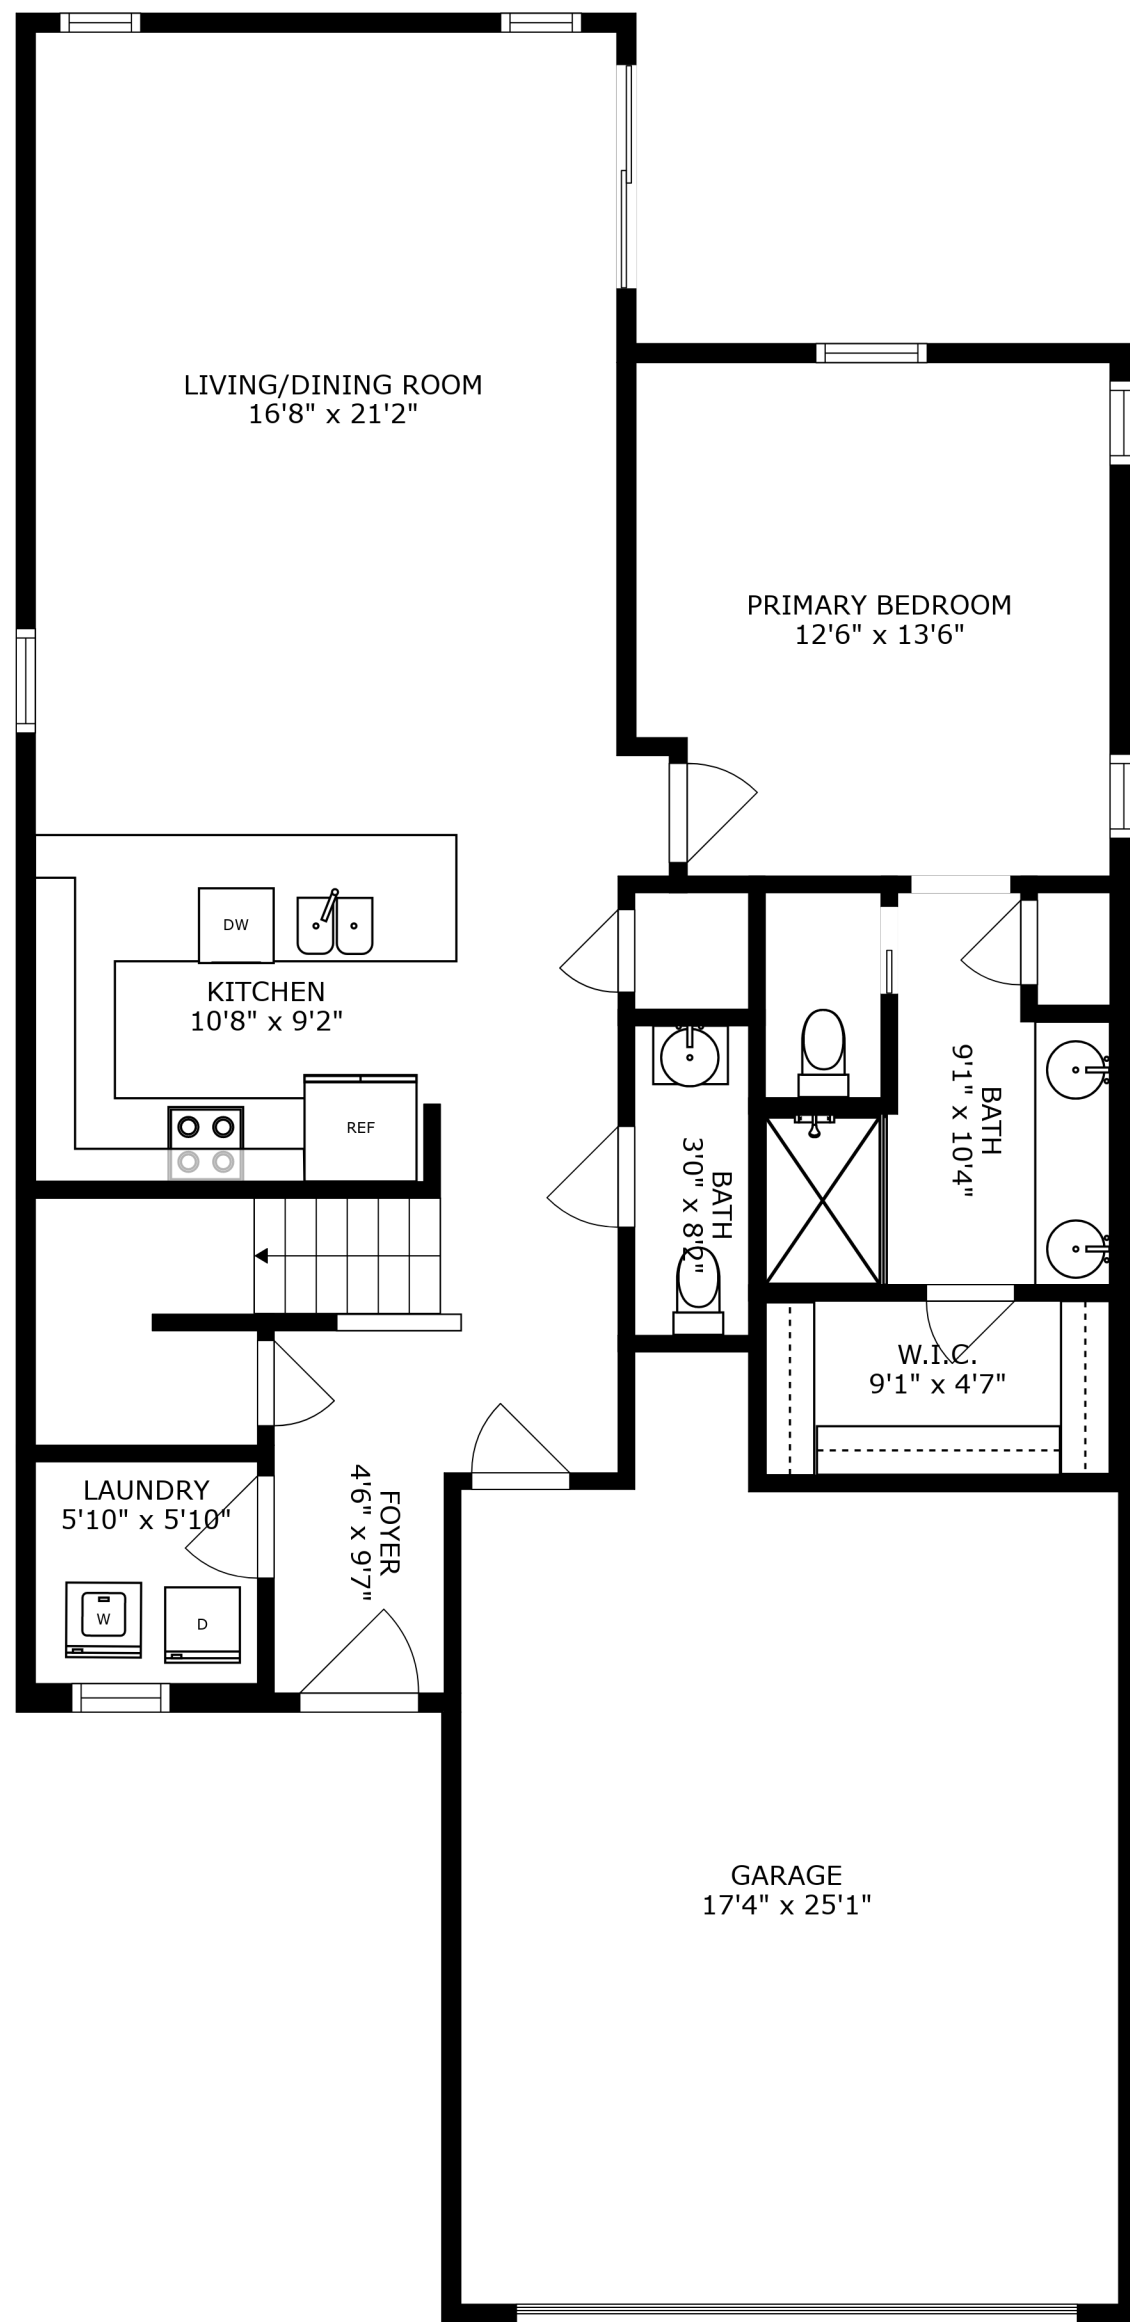 LIVING/DINING ROOM
16'8" x 21'2"
PRIMARY BEDROOM
12'6" x 13'6"
DW
KITCHEN
10'8" x 9'2"
REF
BATH
9'1" x 10'4"
BATH
3'0" x 8'2"
W.I.C.
9'1" x 4'7"
LAUNDRY
5'10" x 5'10"
FOYER
4'6" x 9'7"
W
D
GARAGE
17'4" x 25'1"